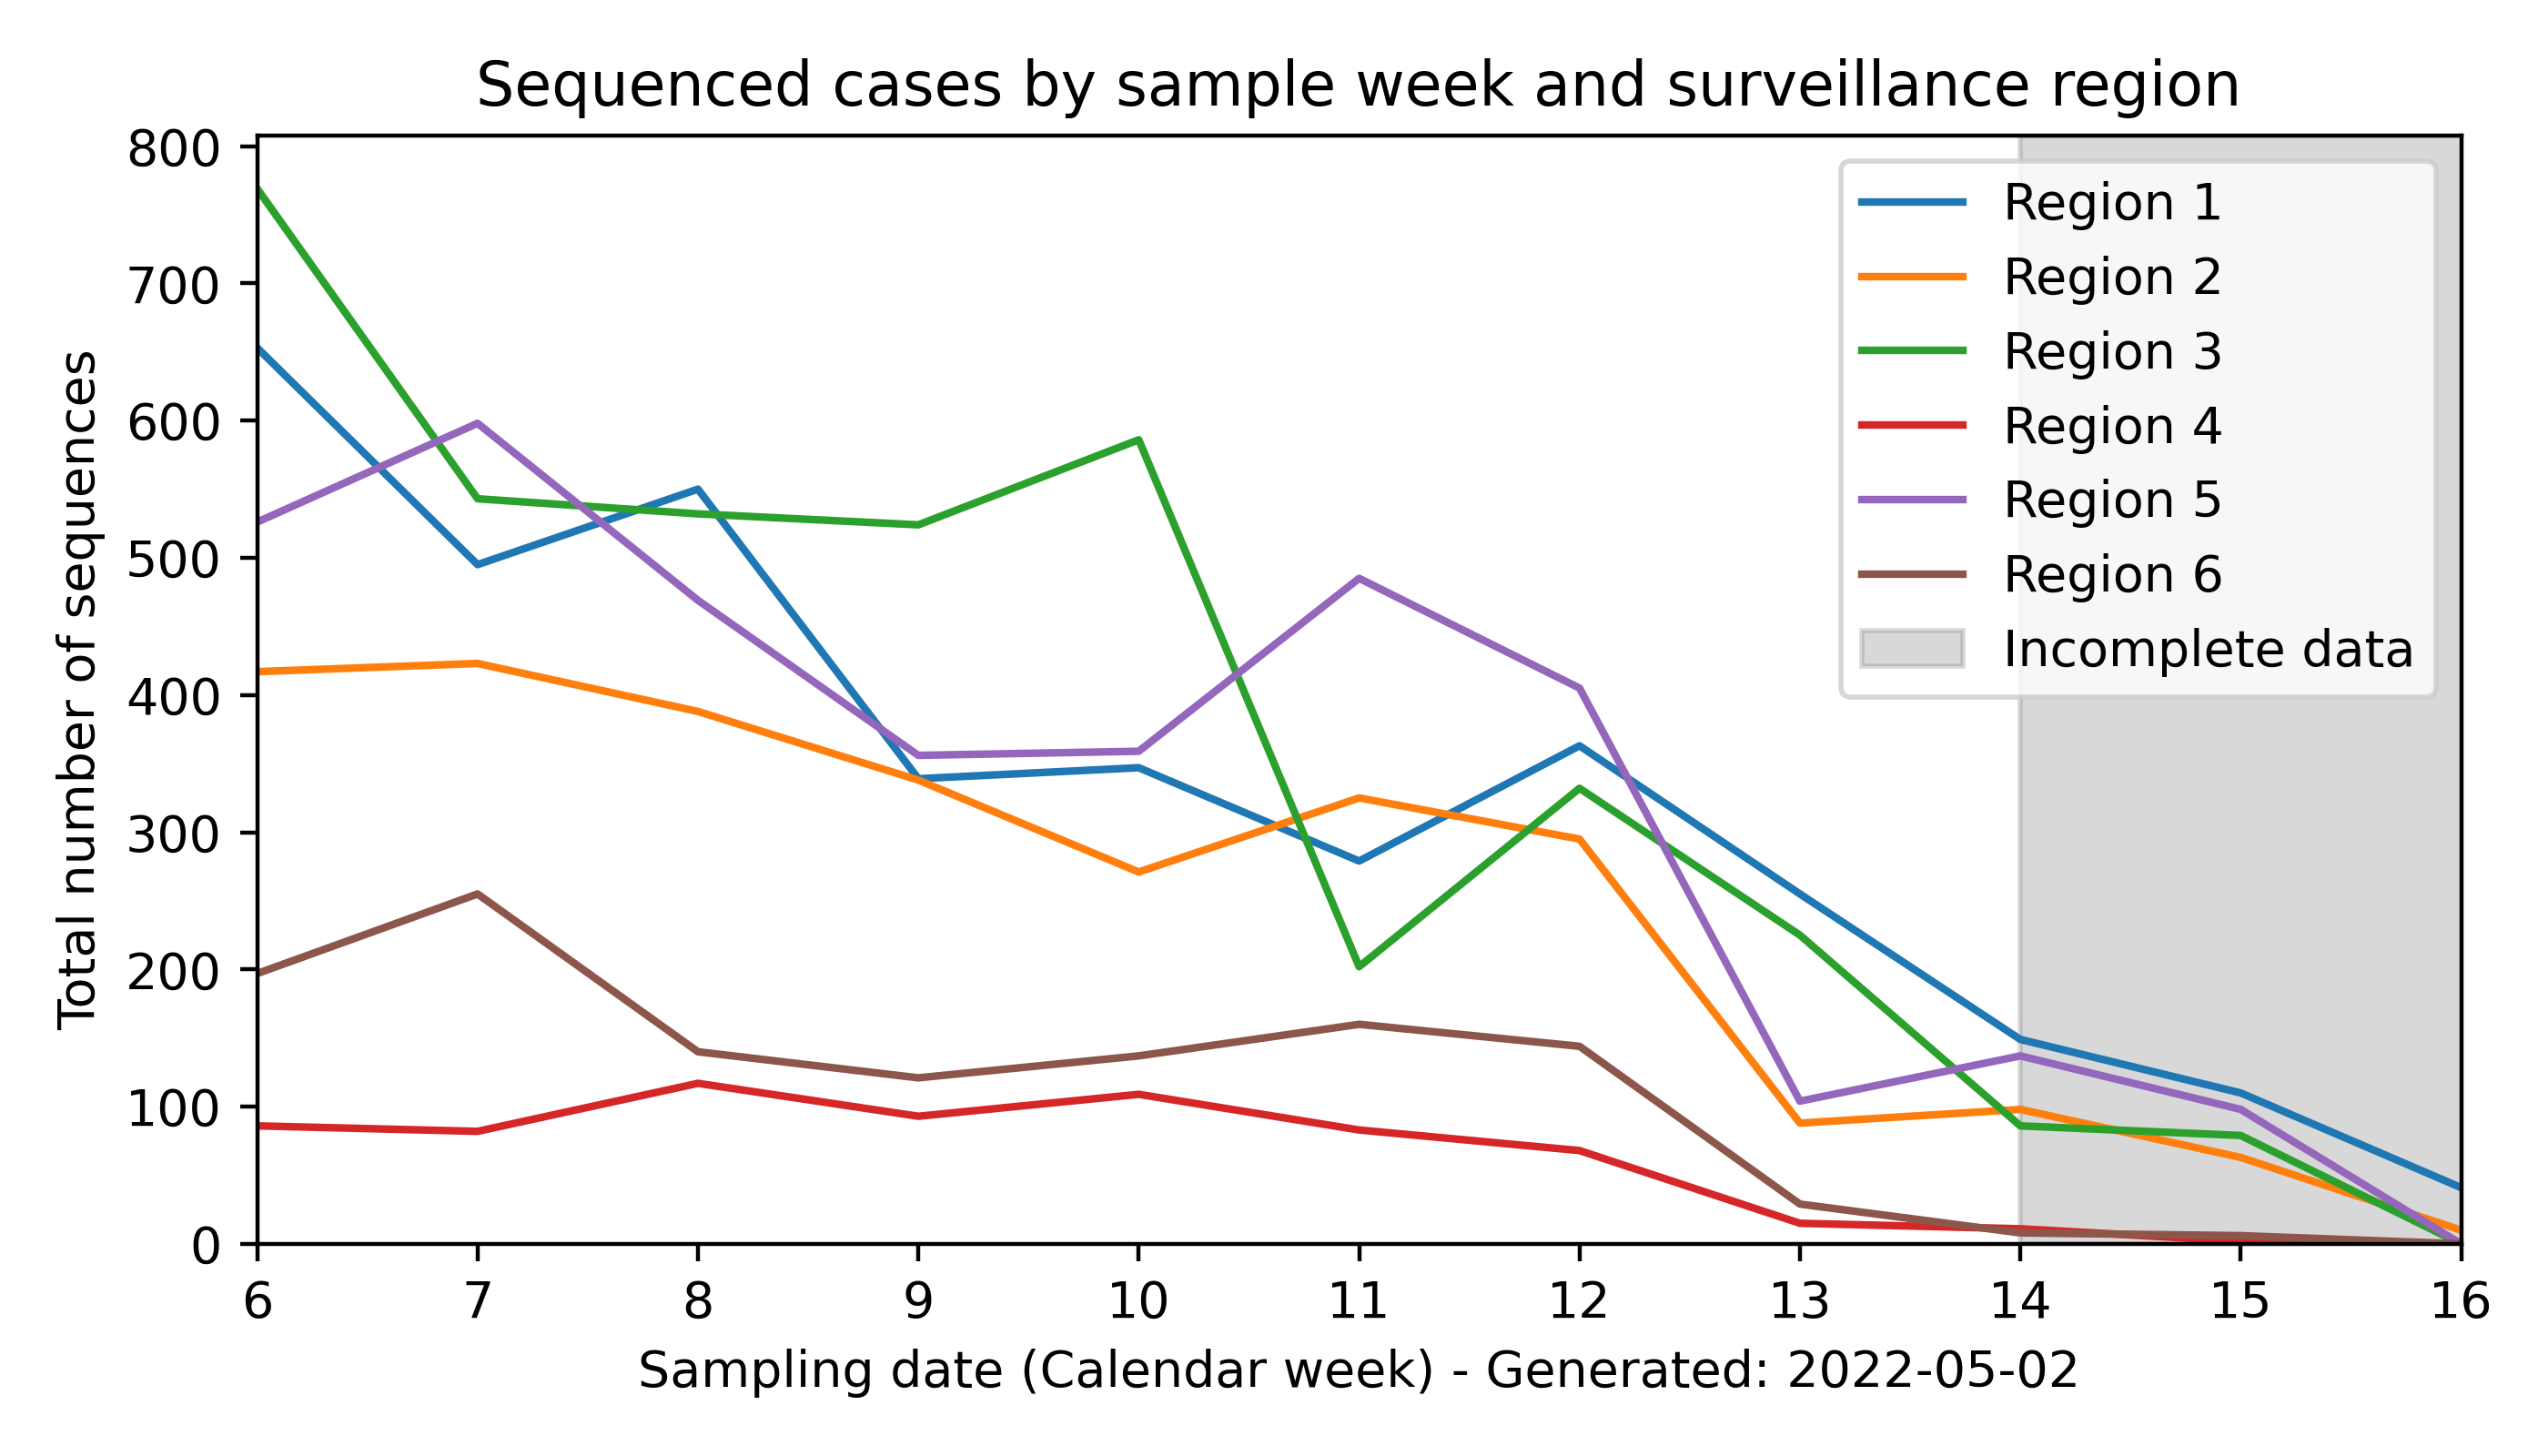 Sequenced cases by sample week and surveillance region
Total number of sequences
800
700
600
500
400
300
200
100
0
Region 1
Region 2
Region 3
Region 4
Region 5
Region 6
Incomplete data
6 7 8 9 10 11 12 13 14 15 16
Sampling date (Calendar week) - Generated: 2022-05-02